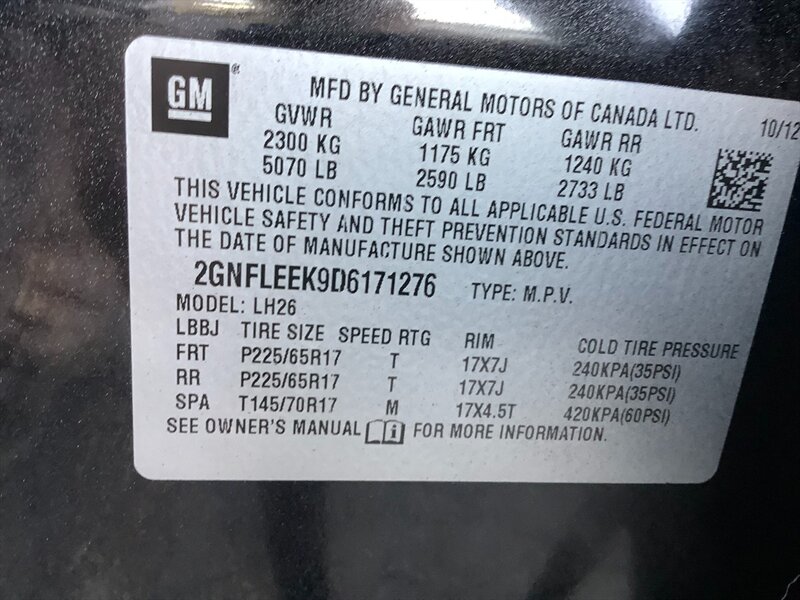 GM®
MFD BY GENERAL MOTORS OF CANADA LTD. 10/12
GVWR GAWR FRT GAWR RR
2300 KG 1175 KG 1240 KG
5070 LB 2590 LB 2733 LB
THIS VEHICLE CONFORMS TO ALL APPLICABLE U.S. FEDERAL MOTOR
VEHICLE SAFETY AND THEFT PREVENTION STANDARDS IN EFFECT ON
THE DATE OF MANUFACTURE SHOWN ABOVE.
2GNFLEEK9D6171276 TYPE: M.P.V.
MODEL: LH26
LBBJ TIRE SIZE SPEED RTG RIM COLD TIRE PRESSURE
FRT P225/65R17 T 17X7J 240KPA(35PSI)
RR P225/65R17 T 17X7J 240KPA(35PSI)
SPA T145/70R17 M 17X4.5T 420KPA(60PSI)
SEE OWNER'S MANUAL i FOR MORE INFORMATION.